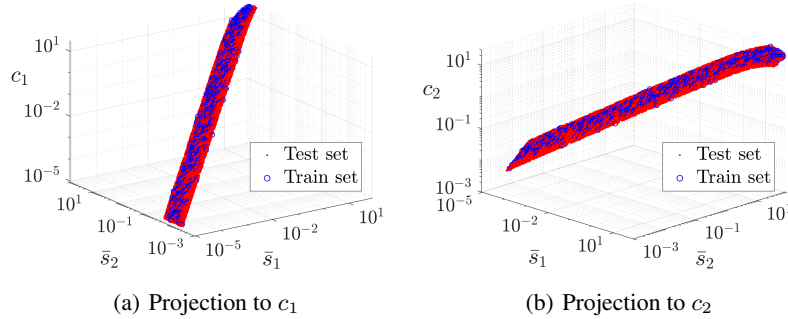 10^1
c_1
10^{-2}
10^{-5}
10^1
10^{-1}
10^{-3}
s̄_2
10^{-5}
10^{-2}
10^1
s̄_1
Test set
Train set
(a) Projection to c_1
10^1
c_2
10^{-1}
10^{-3}
10^{-5}
10^{-2}
10^1
s̄_1
10^{-3}
10^{-1}
10^1
s̄_2
Test set
Train set
(b) Projection to c_2